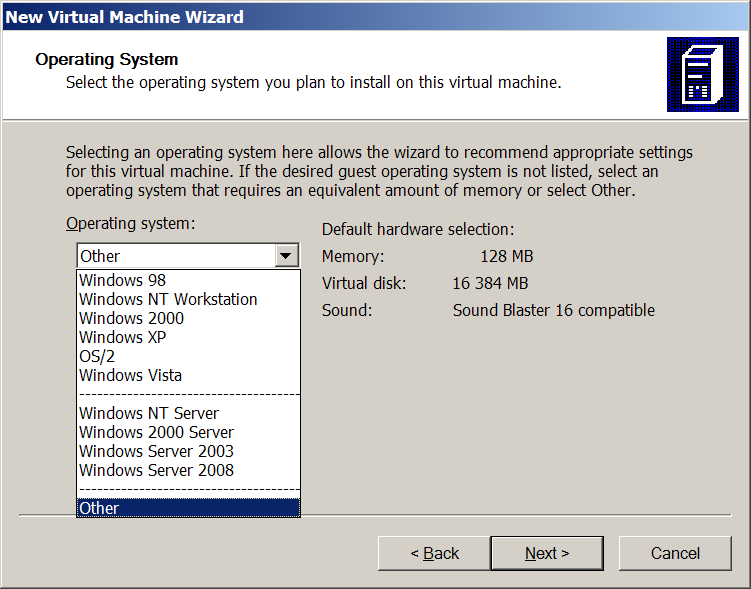 New Virtual Machine Wizard
Operating System
Select the operating system you plan to install on this virtual machine.
Selecting an operating system here allows the wizard to recommend appropriate settings
for this virtual machine. If the desired guest operating system is not listed, select an
operating system that requires an equivalent amount of memory or select Other.
Operating system:
Other
Windows 98
Windows NT Workstation
Windows 2000
Windows XP
OS/2
Windows Vista
Windows NT Server
Windows 2000 Server
Windows Server 2003
Windows Server 2008
Other
Default hardware selection:
Memory: 128 MB
Virtual disk: 16 384 MB
Sound: Sound Blaster 16 compatible
< Back
Next >
Cancel